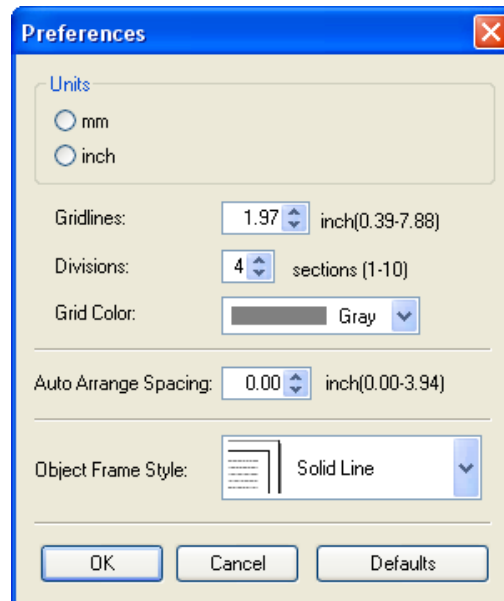 Preferences
Units
mm
inch
Gridlines: 1.97 inch(0.39-7.88)
Divisions: 4 sections (1-10)
Grid Color: Gray
Auto Arrange Spacing: 0.00 inch(0.00-3.94)
Object Frame Style: Solid Line
OK Cancel Defaults